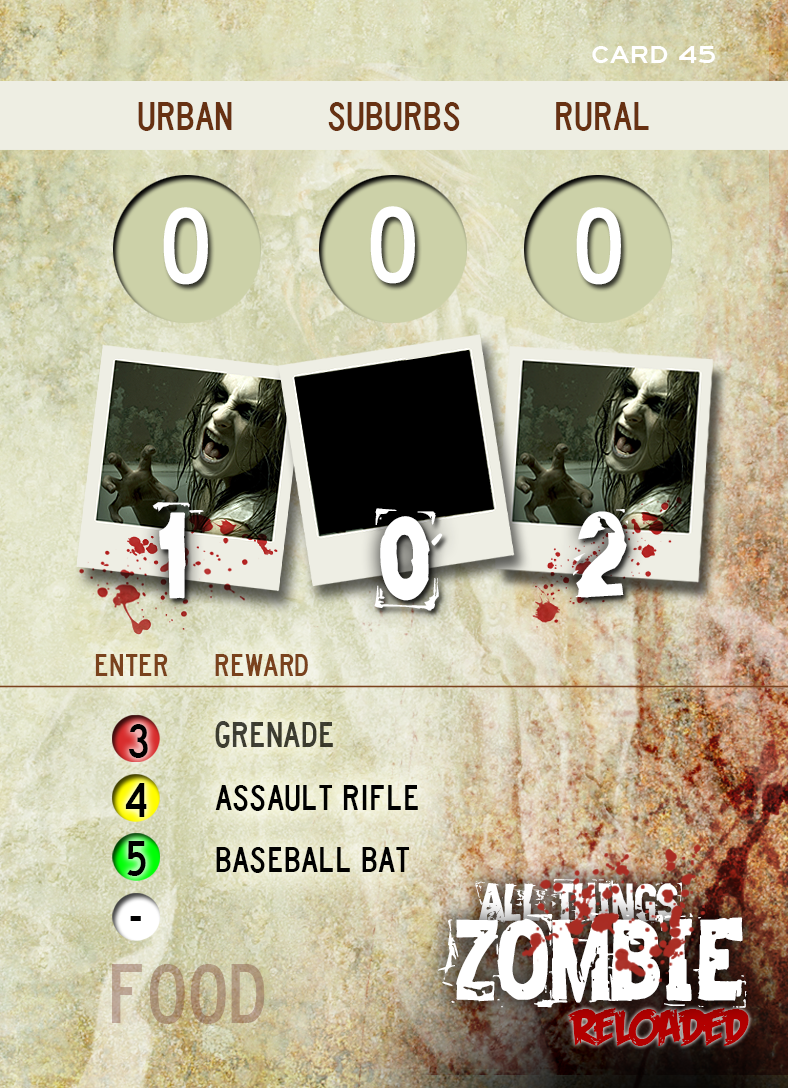 CARD 45
URBAN SUBURBS RURAL
0 0 0
1 0 2
ENTER REWARD
3 GRENADE
4 ASSAULT RIFLE
5 BASEBALL BAT
-
FOOD
ALL THINGS
ZOMBIE
RELOADED